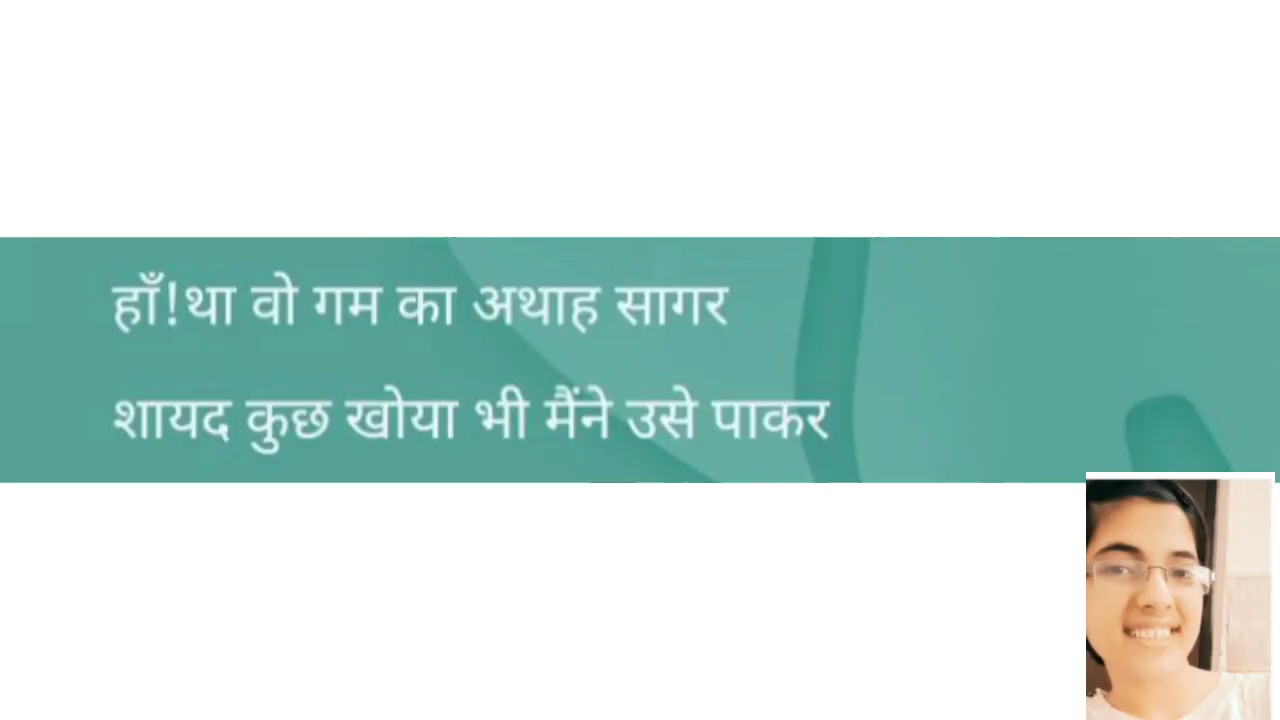 हाँ!था वो गम का अथाह सागर
शायद कुछ खोया भी मैंने उसे पाकर